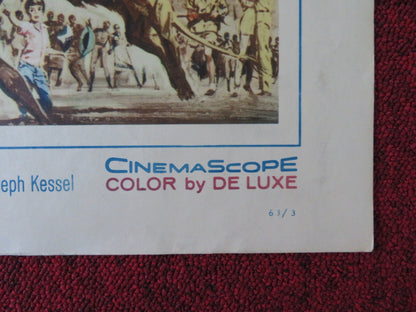 eph Kessel
CINEMASCOPE
COLOR by DE LUXE
63/3